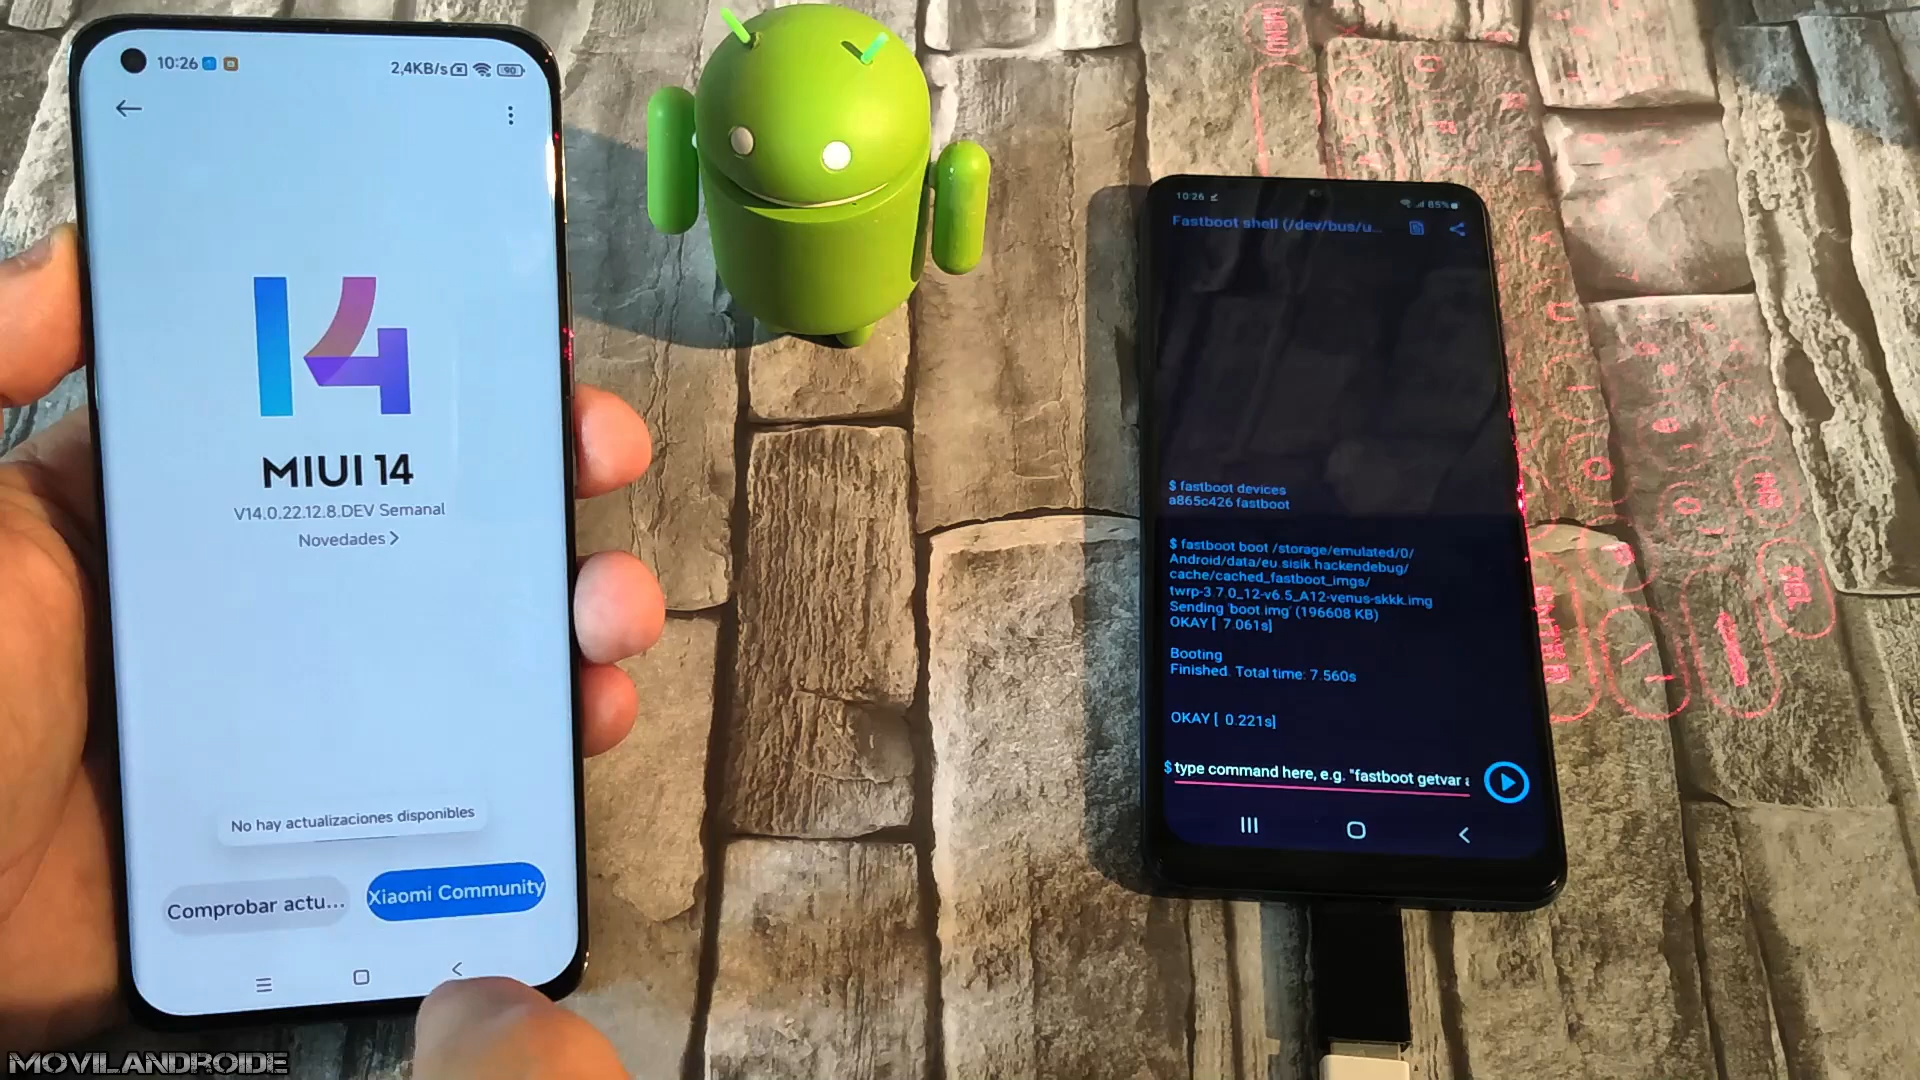 10:26
2,4KB/s
90
14
MIUI 14
V14.0.22.12.8.DEV Semanal
Novedades >
No hay actualizaciones disponibles
Comprobar actu...
Xiaomi Community
10:26
85%
Fastboot shell (/dev/bus/u...
$ fastboot devices
a865c426 fastboot
$ fastboot boot /storage/emulated/0/
Android/data/eu.sisik.hackendebug/
cache/cached_fastboot_imgs/
twrp-3.7.0_12-v6.5_A12-venus-skkk.img
Sending 'boot.img' (196608 KB)
OKAY [ 7.061s]
Booting
Finished. Total time: 7.560s
OKAY [ 0.221s]
$ type command here, e.g. "fastboot getvar a
MOVILANDROIDE